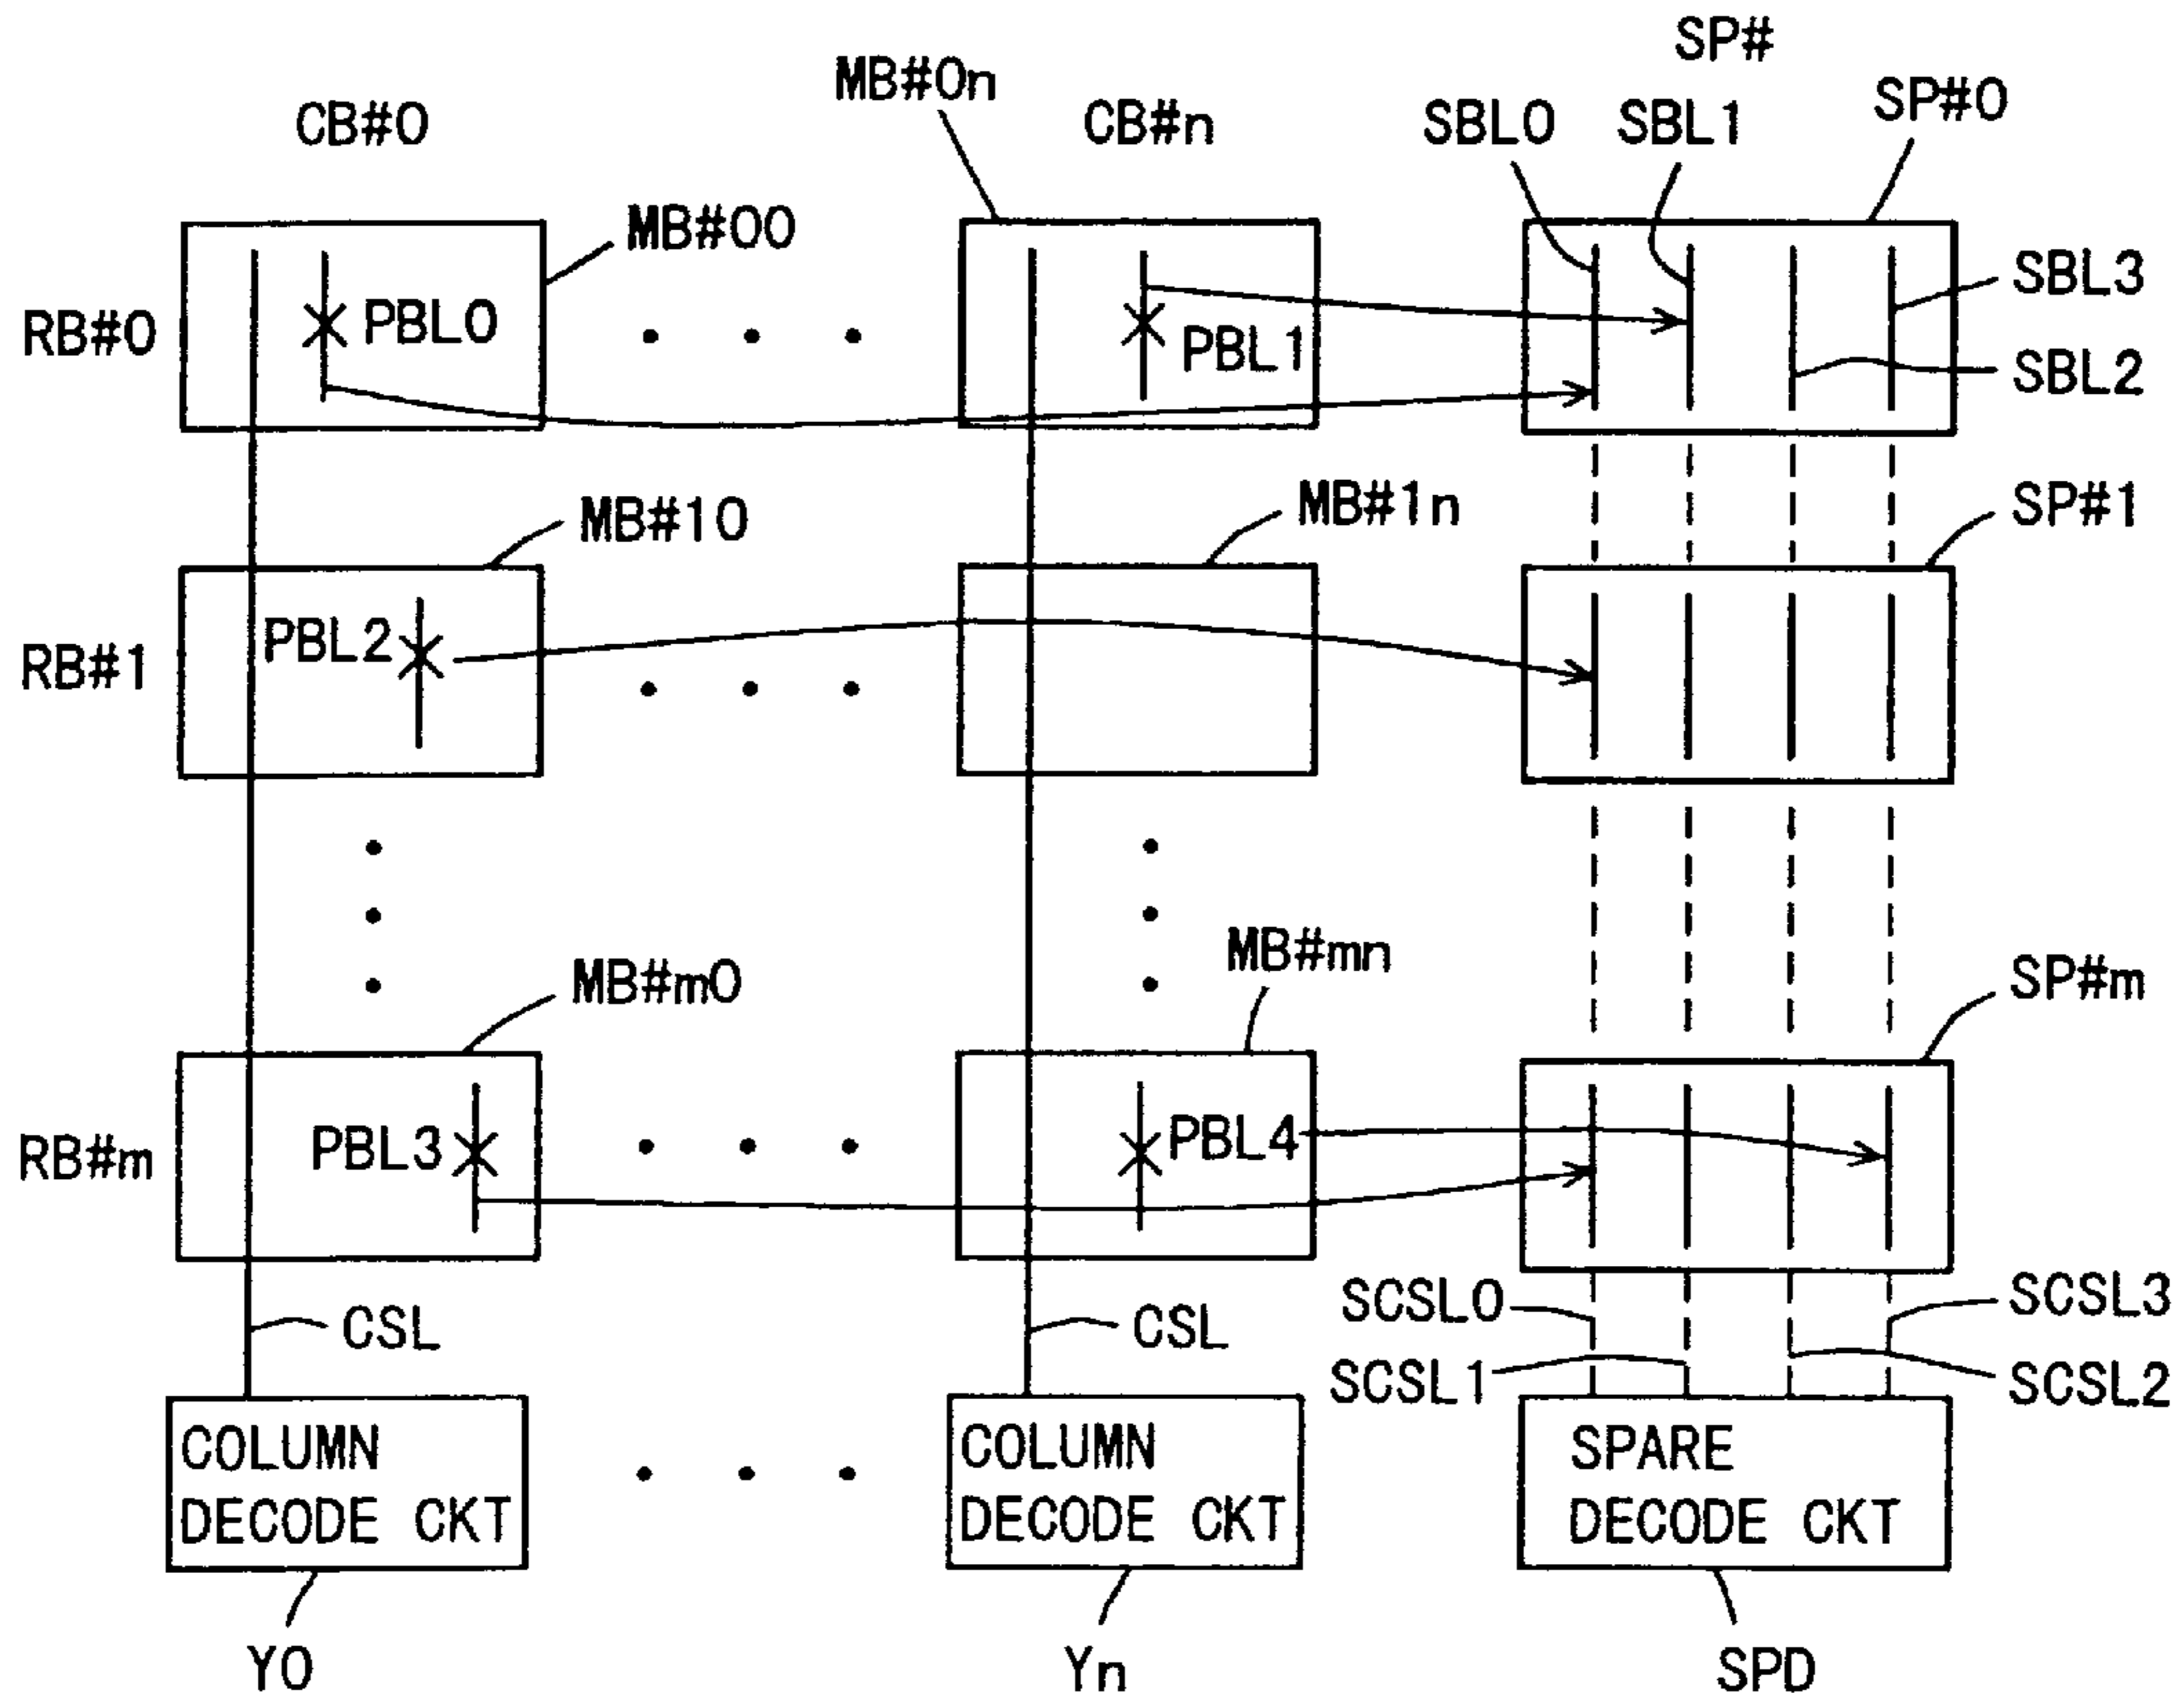 SP#
MB#0n
SP#0
CB#0
CB#n
SBL0
SBL1
MB#00
SBL3
RB#0
PBL0
PBL1
SBL2
MB#10
MB#1n
SP#1
PBL2
RB#1
MB#m0
MB#mn
SP#m
RB#m
PBL3
PBL4
SCSL0
SCSL3
CSL
CSL
SCSL1
SCSL2
COLUMN
DECODE CKT
COLUMN
DECODE CKT
SPARE
DECODE CKT
Y0
Yn
SPD